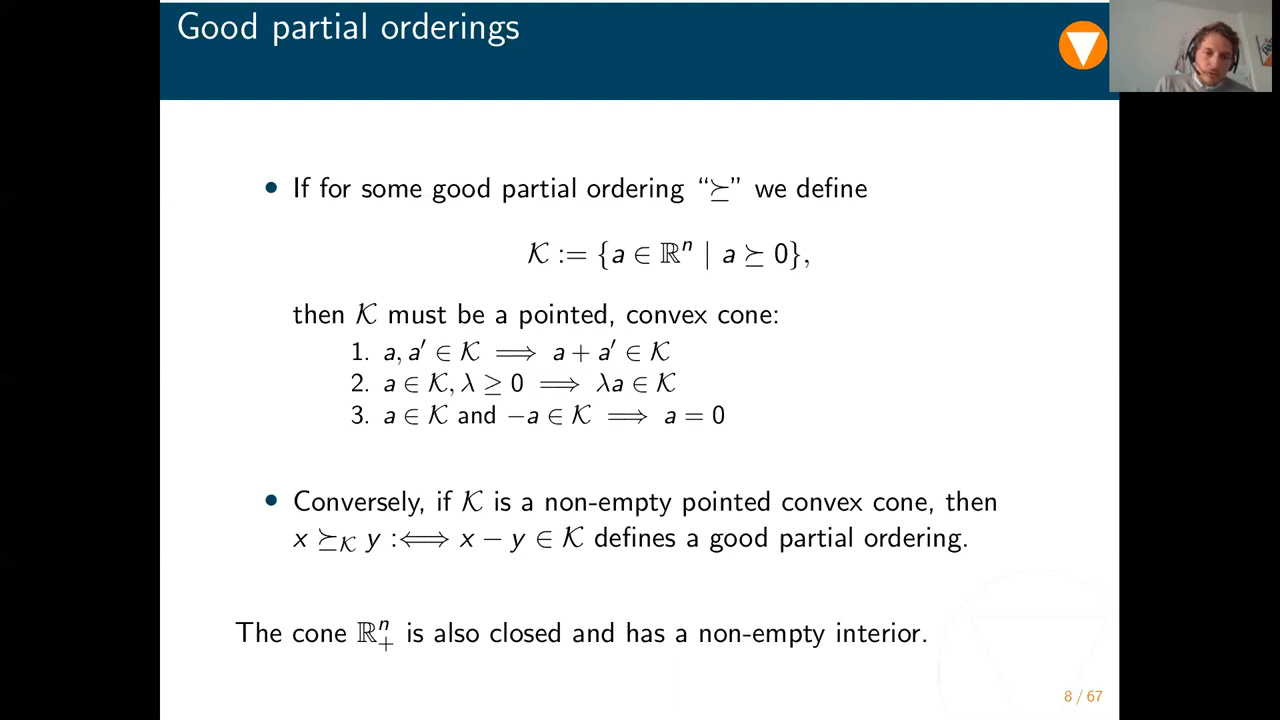 Good partial orderings
• If for some good partial ordering “⪰” we define
𝒦 := {a ∈ ℝⁿ | a ⪰ 0},
then 𝒦 must be a pointed, convex cone:
1. a, a′ ∈ 𝒦 ⟹ a + a′ ∈ 𝒦
2. a ∈ 𝒦, λ ≥ 0 ⟹ λa ∈ 𝒦
3. a ∈ 𝒦 and −a ∈ 𝒦 ⟹ a = 0
• Conversely, if 𝒦 is a non-empty pointed convex cone, then
x ⪰_𝒦 y :⟺ x − y ∈ 𝒦 defines a good partial ordering.
The cone ℝⁿ₊ is also closed and has a non-empty interior.
8 / 67